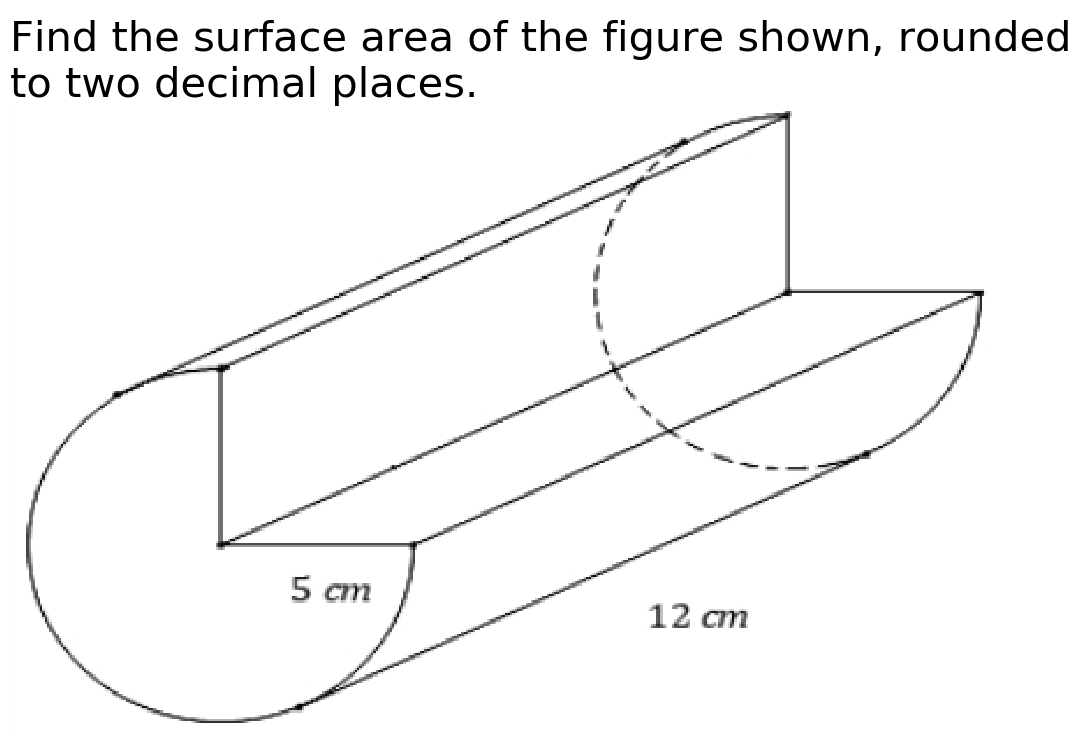 Find the surface area of the figure shown, rounded
to two decimal places.
5 cm
12 cm